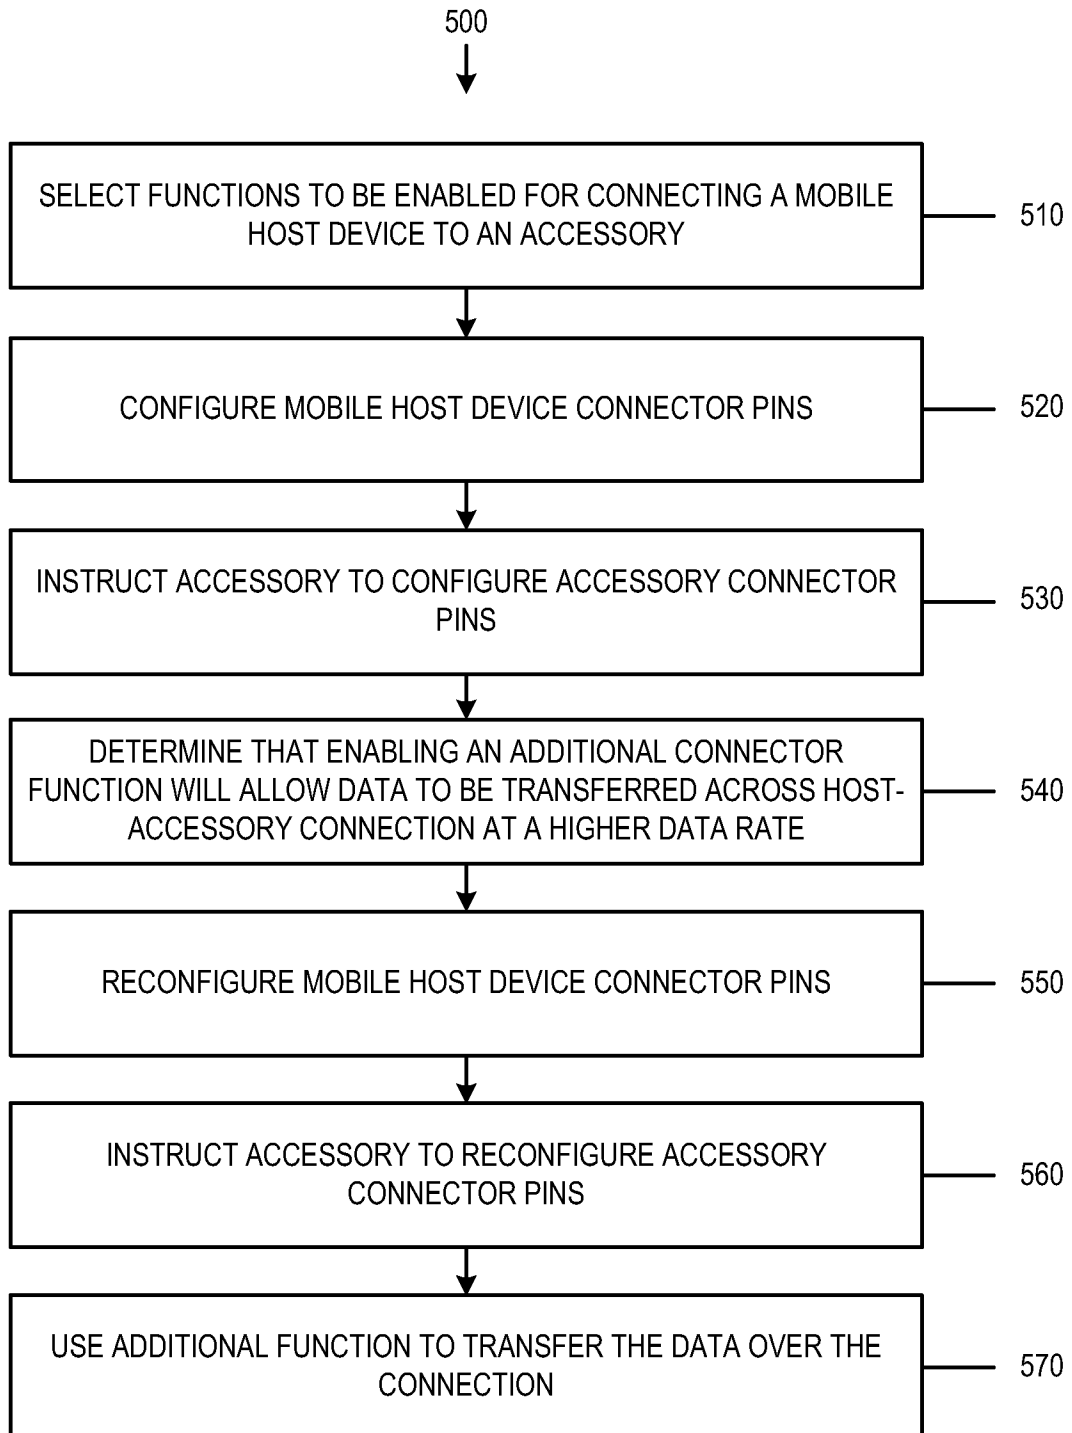 500
SELECT FUNCTIONS TO BE ENABLED FOR CONNECTING A MOBILE
HOST DEVICE TO AN ACCESSORY
510
CONFIGURE MOBILE HOST DEVICE CONNECTOR PINS
520
INSTRUCT ACCESSORY TO CONFIGURE ACCESSORY CONNECTOR
PINS
530
DETERMINE THAT ENABLING AN ADDITIONAL CONNECTOR
FUNCTION WILL ALLOW DATA TO BE TRANSFERRED ACROSS HOST-
ACCESSORY CONNECTION AT A HIGHER DATA RATE
540
RECONFIGURE MOBILE HOST DEVICE CONNECTOR PINS
550
INSTRUCT ACCESSORY TO RECONFIGURE ACCESSORY
CONNECTOR PINS
560
USE ADDITIONAL FUNCTION TO TRANSFER THE DATA OVER THE
CONNECTION
570